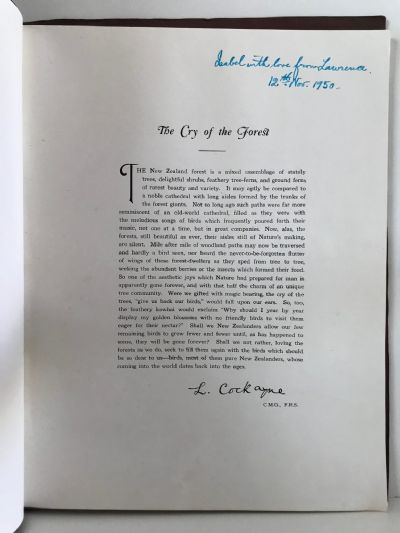 Isabel with love from Lawrence.
12th Nov. 1950.
The Cry of the Forest
THE New Zealand forest is a mixed assemblage of stately
trees, delightful shrubs, feathery tree-ferns, and ground ferns
of rarest beauty and variety. It may aptly be compared to
a noble cathedral with long aisles formed by the trunks of
the forest giants. Not so long ago such paths were far more
reminiscent of an old-world cathedral, filled as they were with
the melodious songs of birds which frequently poured forth their
music, not one at a time, but in great companies. Now, alas, the
forests, still beautiful as ever, their aisles still of Nature's making,
are silent. Mile after mile of woodland paths may now be traversed
and hardly a bird seen, nor heard the never-to-be-forgotten flutter
of wings of these forest-dwellers as they sped from tree to tree,
seeking the abundant berries or the insects which formed their food.
So one of the aesthetic joys which Nature had prepared for man is
apparently gone forever, and with that half the charm of an unique
tree community. Were we gifted with magic hearing, the cry of the
trees, "give us back our birds," would fall upon our ears. So, too,
the feathery kowhai would exclaim "Why should I year by year
display my golden blossoms with no friendly birds to visit them
eager for their nectar?" Shall we New Zealanders allow our few
remaining birds to grow fewer and fewer until, as has happened to
some, they will be gone forever? Shall we not rather, loving the
forests as we do, seek to fill them again with the birds which should
be so dear to us—birds, most of them pure New Zealanders, whose
coming into the world dates back into the ages.
L. Cockayne
C.M.G., F.R.S.